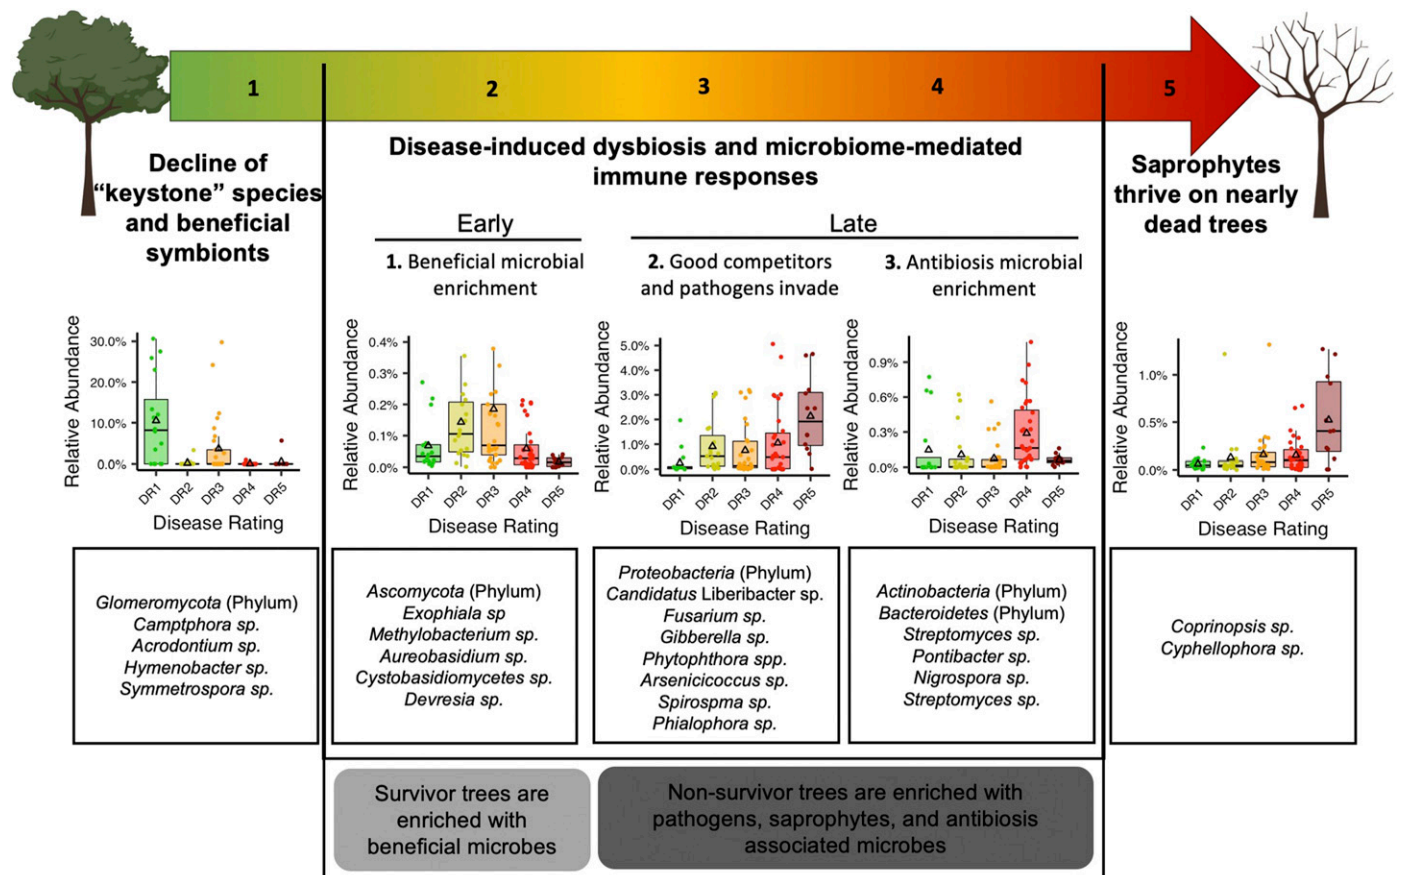 1
2
3
4
5
Decline of
“keystone” species
and beneficial
symbionts
Disease-induced dysbiosis and microbiome-mediated
immune responses
Saprophytes
thrive on nearly
dead trees
Early
Late
1. Beneficial microbial
enrichment
2. Good competitors
and pathogens invade
3. Antibiosis microbial
enrichment
Relative Abundance
30.0%
20.0%
10.0%
0.0%
DR1
DR2
DR3
DR4
DR5
Disease Rating
Relative Abundance
0.4%
0.3%
0.2%
0.1%
0.0%
DR1
DR2
DR3
DR4
DR5
Disease Rating
Relative Abundance
5.0%
4.0%
3.0%
2.0%
1.0%
0.0%
DR1
DR2
DR3
DR4
DR5
Disease Rating
Relative Abundance
0.9%
0.6%
0.3%
0.0%
DR1
DR2
DR3
DR4
DR5
Disease Rating
Relative Abundance
1.0%
0.5%
0.0%
DR1
DR2
DR3
DR4
DR5
Disease Rating
Glomeromycota (Phylum)
Camptphora sp.
Acrodontium sp.
Hymenobacter sp.
Symmetrospora sp.
Ascomycota (Phylum)
Exophiala sp
Methylobacterium sp.
Aureobasidium sp.
Cystobasidiomycetes sp.
Devresia sp.
Proteobacteria (Phylum)
Candidatus Liberibacter sp.
Fusarium sp.
Gibberella sp.
Phytophthora spp.
Arsenicicoccus sp.
Spirospma sp.
Phialophora sp.
Actinobacteria (Phylum)
Bacteroidetes (Phylum)
Streptomyces sp.
Pontibacter sp.
Nigrospora sp.
Streptomyces sp.
Coprinopsis sp.
Cyphellophora sp.
Survivor trees are
enriched with
beneficial microbes
Non-survivor trees are enriched with
pathogens, saprophytes, and antibiosis
associated microbes